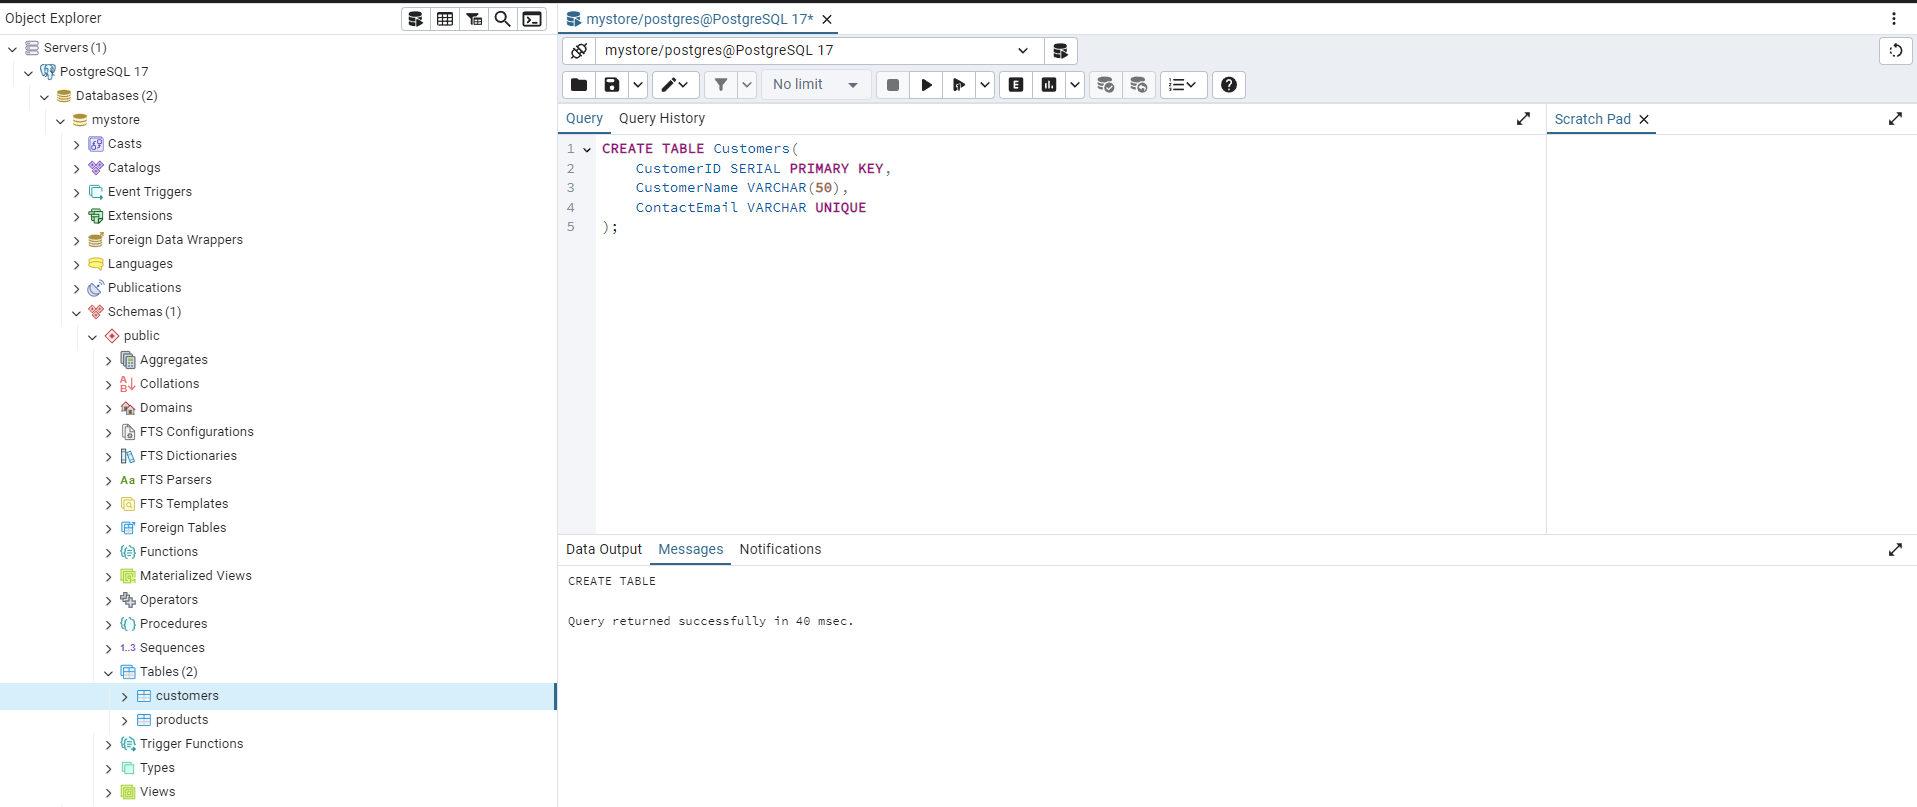 Object Explorer
Servers (1)
PostgreSQL 17
Databases (2)
mystore
Casts
Catalogs
Event Triggers
Extensions
Foreign Data Wrappers
Languages
Publications
Schemas (1)
public
Aggregates
Collations
Domains
FTS Configurations
FTS Dictionaries
Aa FTS Parsers
FTS Templates
Foreign Tables
Functions
Materialized Views
Operators
Procedures
1..3 Sequences
Tables (2)
customers
products
Trigger Functions
Types
Views
mystore/postgres@PostgreSQL 17*
mystore/postgres@PostgreSQL 17
No limit
E
Query Query History
Scratch Pad
1 CREATE TABLE Customers(
2 CustomerID SERIAL PRIMARY KEY,
3 CustomerName VARCHAR(50),
4 ContactEmail VARCHAR UNIQUE
5 );
Data Output Messages Notifications
CREATE TABLE
Query returned successfully in 40 msec.